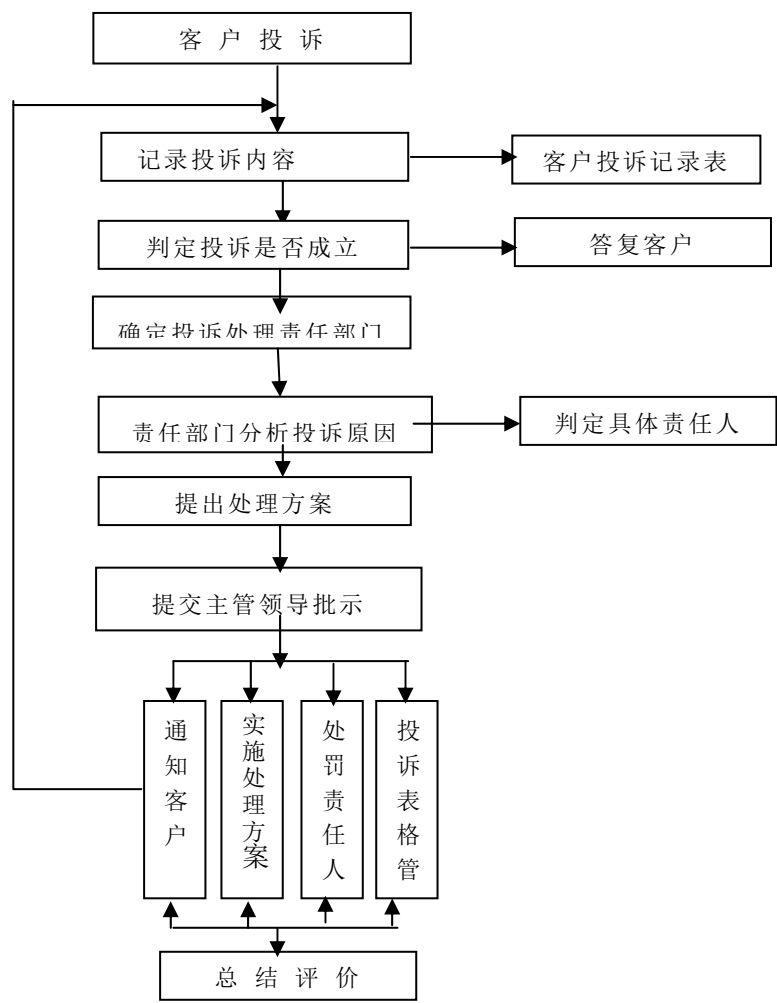 客户投诉
记录投诉内容
客户投诉记录表
判定投诉是否成立
答复客户
确定投诉处理责任部门
责任部门分析投诉原因
判定具体责任人
提出处理方案
提交主管领导批示
通知客户
实施处理方案
处罚责任人
投诉表格管
总结评价